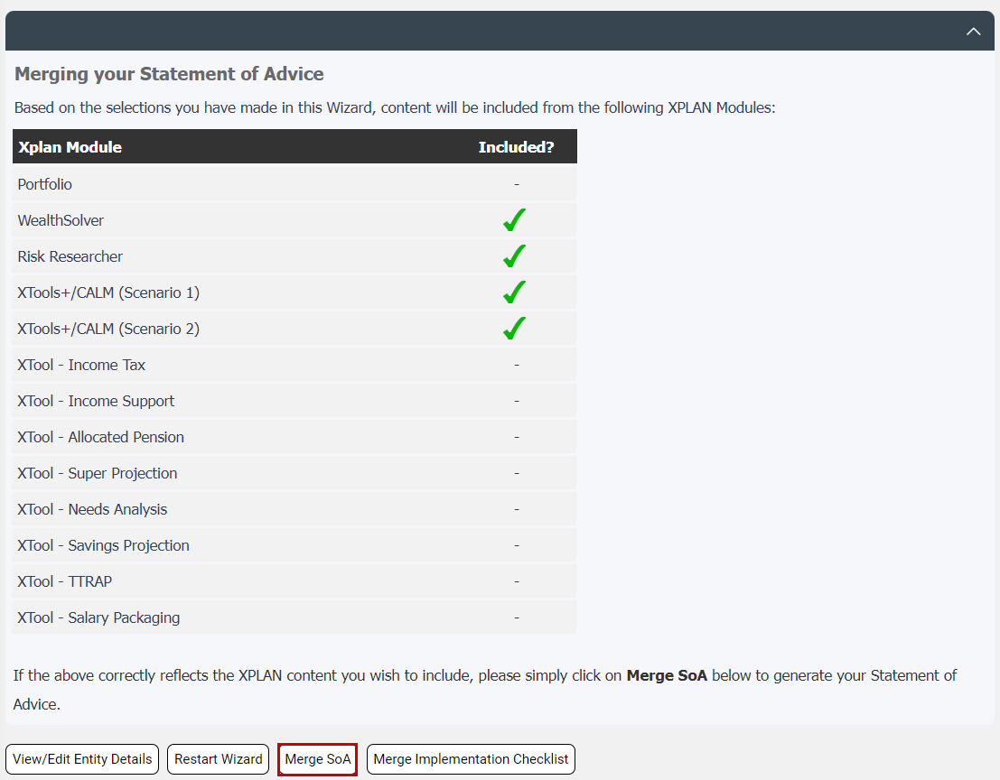 Merging your Statement of Advice
Based on the selections you have made in this Wizard, content will be included from the following XPLAN Modules:
Xplan Module Included?
Portfolio -
WealthSolver ✓
Risk Researcher ✓
XTools+/CALM (Scenario 1) ✓
XTools+/CALM (Scenario 2) ✓
XTool - Income Tax -
XTool - Income Support -
XTool - Allocated Pension -
XTool - Super Projection -
XTool - Needs Analysis -
XTool - Savings Projection -
XTool - TTRAP -
XTool - Salary Packaging -
If the above correctly reflects the XPLAN content you wish to include, please simply click on Merge SoA below to generate your Statement of
Advice.
View/Edit Entity Details Restart Wizard Merge SoA Merge Implementation Checklist